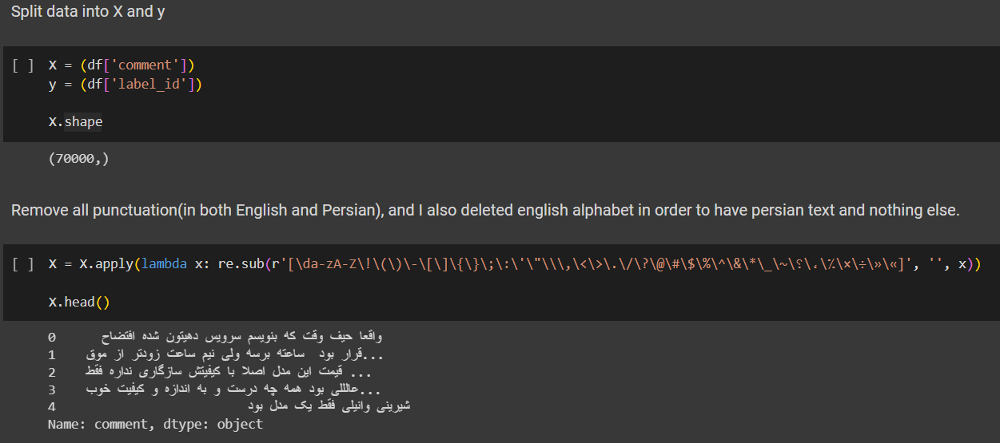 Split data into X and y
[ ] X = (df['comment'])
y = (df['label_id'])
X.shape
(70000,)
Remove all punctuation(in both English and Persian), and I also deleted english alphabet in order to have persian text and nothing else.
[ ] X = X.apply(lambda x: re.sub(r'[\da-zA-Z\!\(\)\-\[\]\{\}\;\:\'\"\\\,\<\>\.\/\?\@\#\$\%\^\&\*\_\~\؟\،\٪\×\÷\»\«]', '', x))
X.head()
0 واقعا حیف وقت که بنویسم سرویس دهیتون شده افتضاح
1 قرار بود ساعته برسه ولی نیم ساعت زودتر از موق...
2 قیمت این مدل اصلا با کیفیتش سازگاری نداره فقط ...
3 عالللی بود همه چه درست و به اندازه و کیفیت خوب...
4 شیرینی وانیلی فقط یک مدل بود
Name: comment, dtype: object